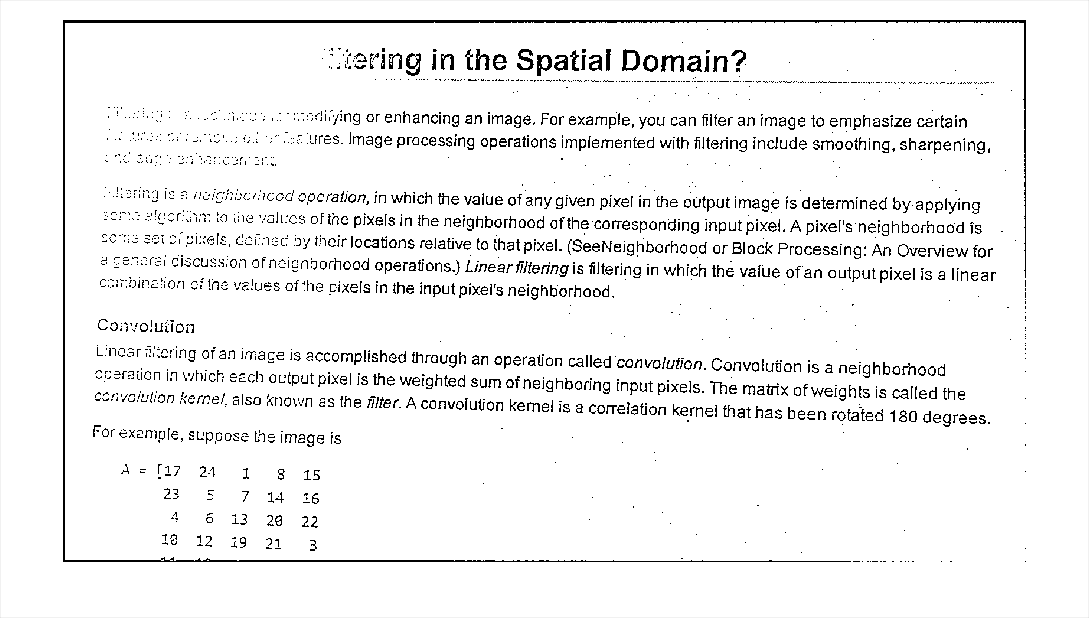 filtering in the Spatial Domain?
modifying or enhancing an image. For example, you can filter an image to emphasize certain
features. Image processing operations implemented with filtering include smoothing, sharpening,
and edge enhancement.
Filtering is a neighborhood operation, in which the value of any given pixel in the output image is determined by applying
some algorithm to the values of the pixels in the neighborhood of the corresponding input pixel. A pixel's neighborhood is
some set of pixels, defined by their locations relative to that pixel. (SeeNeighborhood or Block Processing: An Overview for
a general discussion of neighborhood operations.) Linear filtering is filtering in which the value of an output pixel is a linear
combination of the values of the pixels in the input pixel's neighborhood.
Convolution
Linear filtering of an image is accomplished through an operation called convolution. Convolution is a neighborhood
operation in which each output pixel is the weighted sum of neighboring input pixels. The matrix of weights is called the
convolution kernel, also known as the filter. A convolution kernel is a correlation kernel that has been rotated 180 degrees.
For example, suppose the image is
A = [17 24 1 8 15
23 5 7 14 16
4 6 13 20 22
10 12 19 21 3